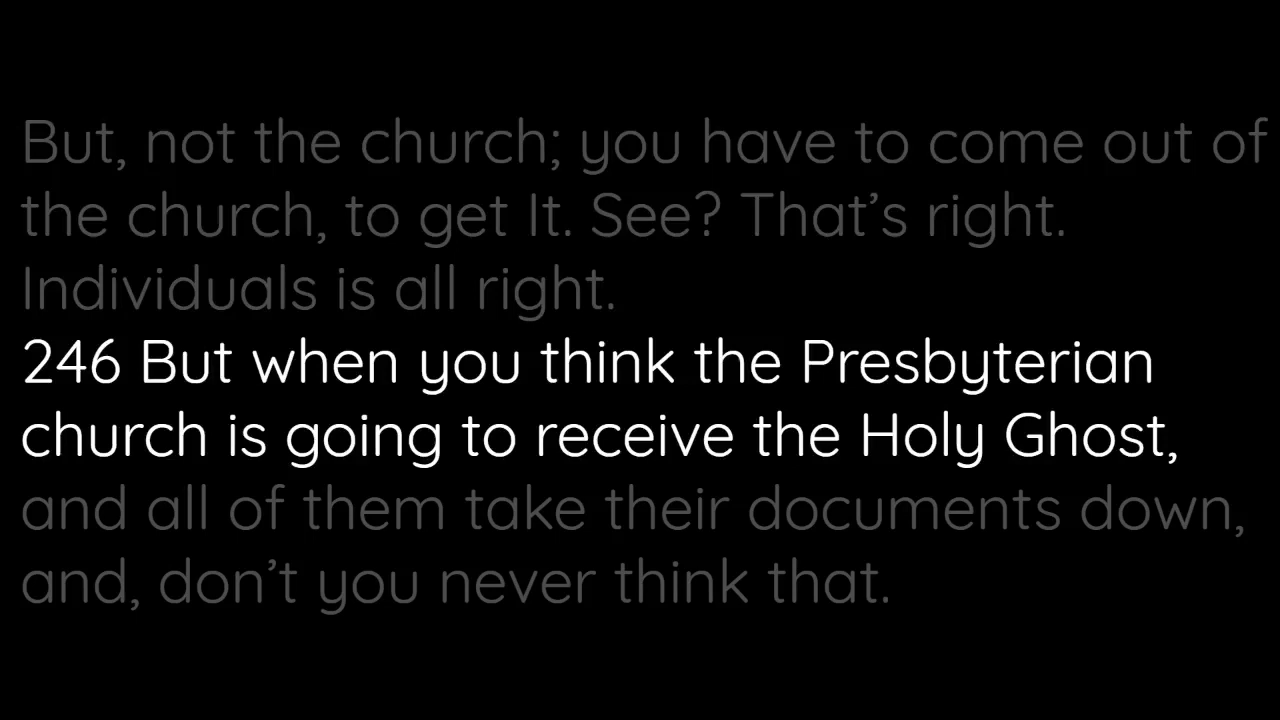 But, not the church; you have to come out of
the church, to get It. See? That’s right.
Individuals is all right.
246 But when you think the Presbyterian
church is going to receive the Holy Ghost,
and all of them take their documents down,
and, don’t you never think that.